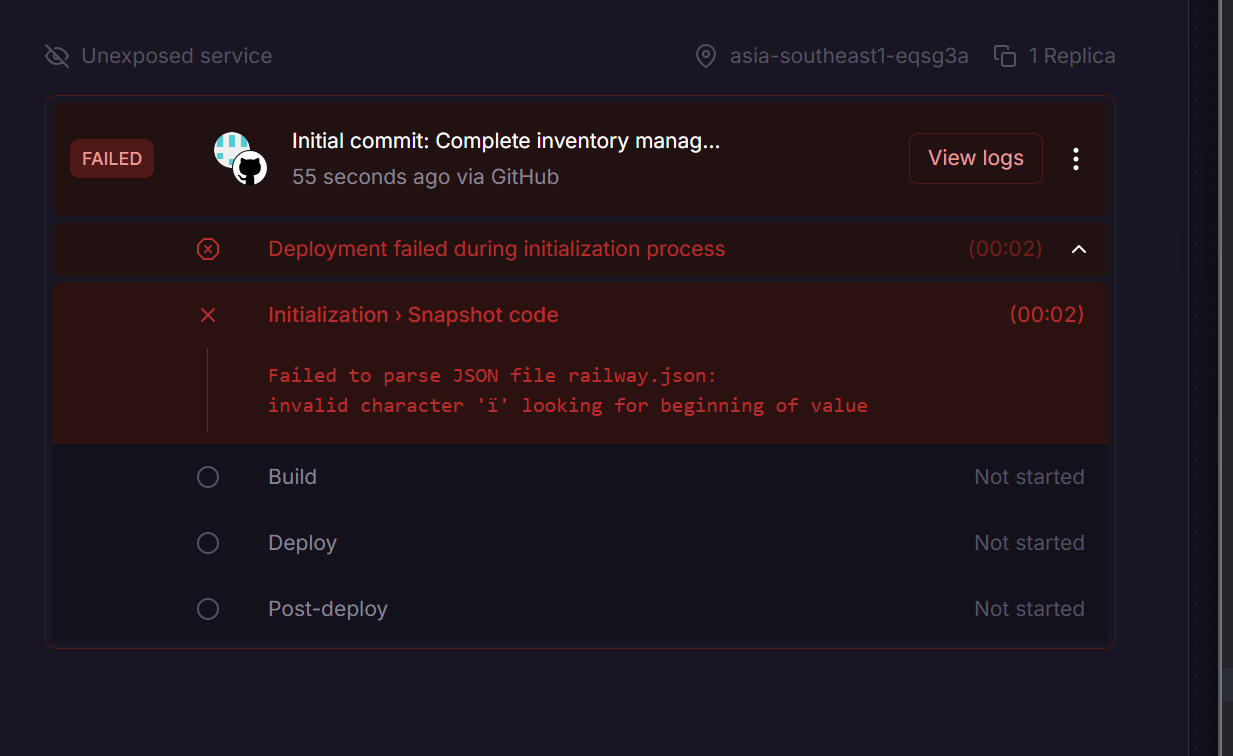 Unexposed service
asia-southeast1-eqsg3a
1 Replica
FAILED
Initial commit: Complete inventory manag...
55 seconds ago via GitHub
View logs
Deployment failed during initialization process
(00:02)
Initialization › Snapshot code
(00:02)
Failed to parse JSON file railway.json:
invalid character 'ï' looking for beginning of value
Build
Not started
Deploy
Not started
Post-deploy
Not started